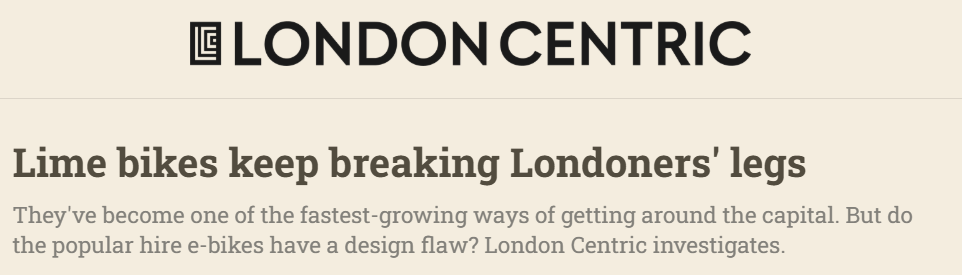 LONDON CENTRIC
Lime bikes keep breaking Londoners' legs
They've become one of the fastest-growing ways of getting around the capital. But do
the popular hire e-bikes have a design flaw? London Centric investigates.